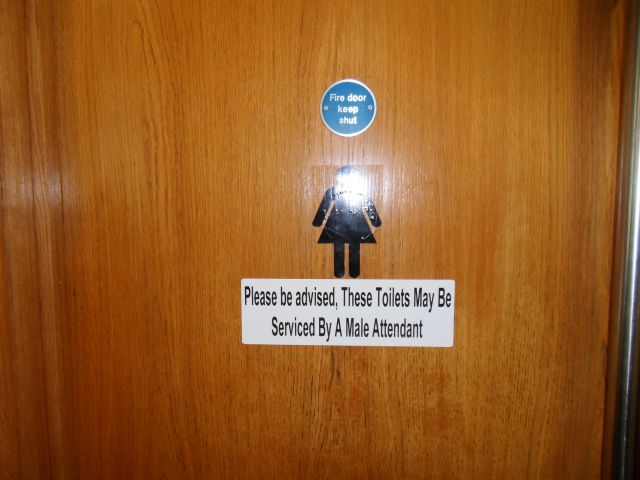 Fire door
keep
shut
Please be advised, These Toilets May Be
Serviced By A Male Attendant